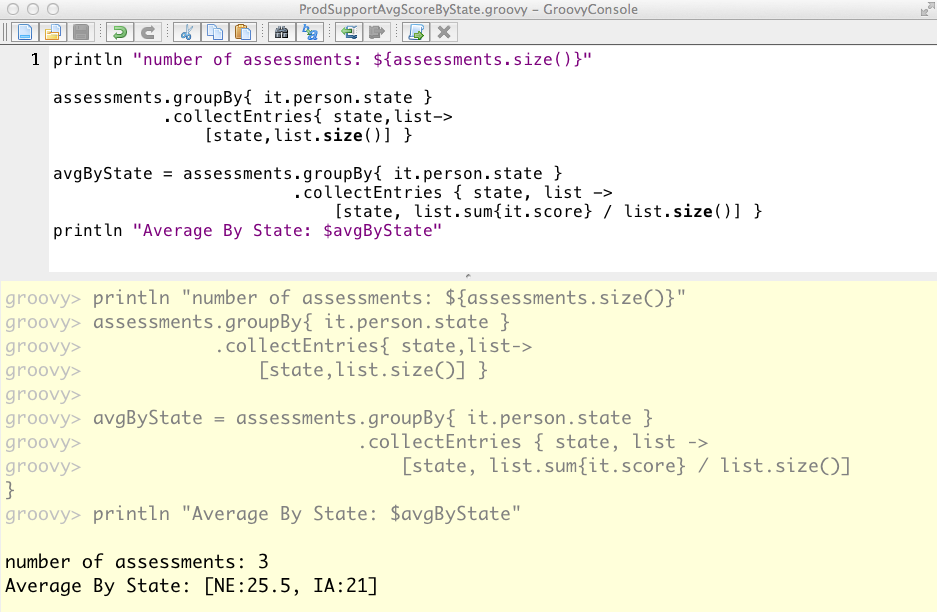 ProdSupportAvgScoreByState.groovy – GroovyConsole
1 println "number of assessments: ${assessments.size()}"
assessments.groupBy{ it.person.state }
.collectEntries{ state,list->
[state,list.size()] }
avgByState = assessments.groupBy{ it.person.state }
.collectEntries { state, list ->
[state, list.sum{it.score} / list.size()] }
println "Average By State: $avgByState"
groovy> println "number of assessments: ${assessments.size()}"
groovy> assessments.groupBy{ it.person.state }
groovy> .collectEntries{ state,list->
groovy> [state,list.size()] }
groovy>
groovy> avgByState = assessments.groupBy{ it.person.state }
groovy> .collectEntries { state, list ->
groovy> [state, list.sum{it.score} / list.size()]
}
groovy> println "Average By State: $avgByState"
number of assessments: 3
Average By State: [NE:25.5, IA:21]